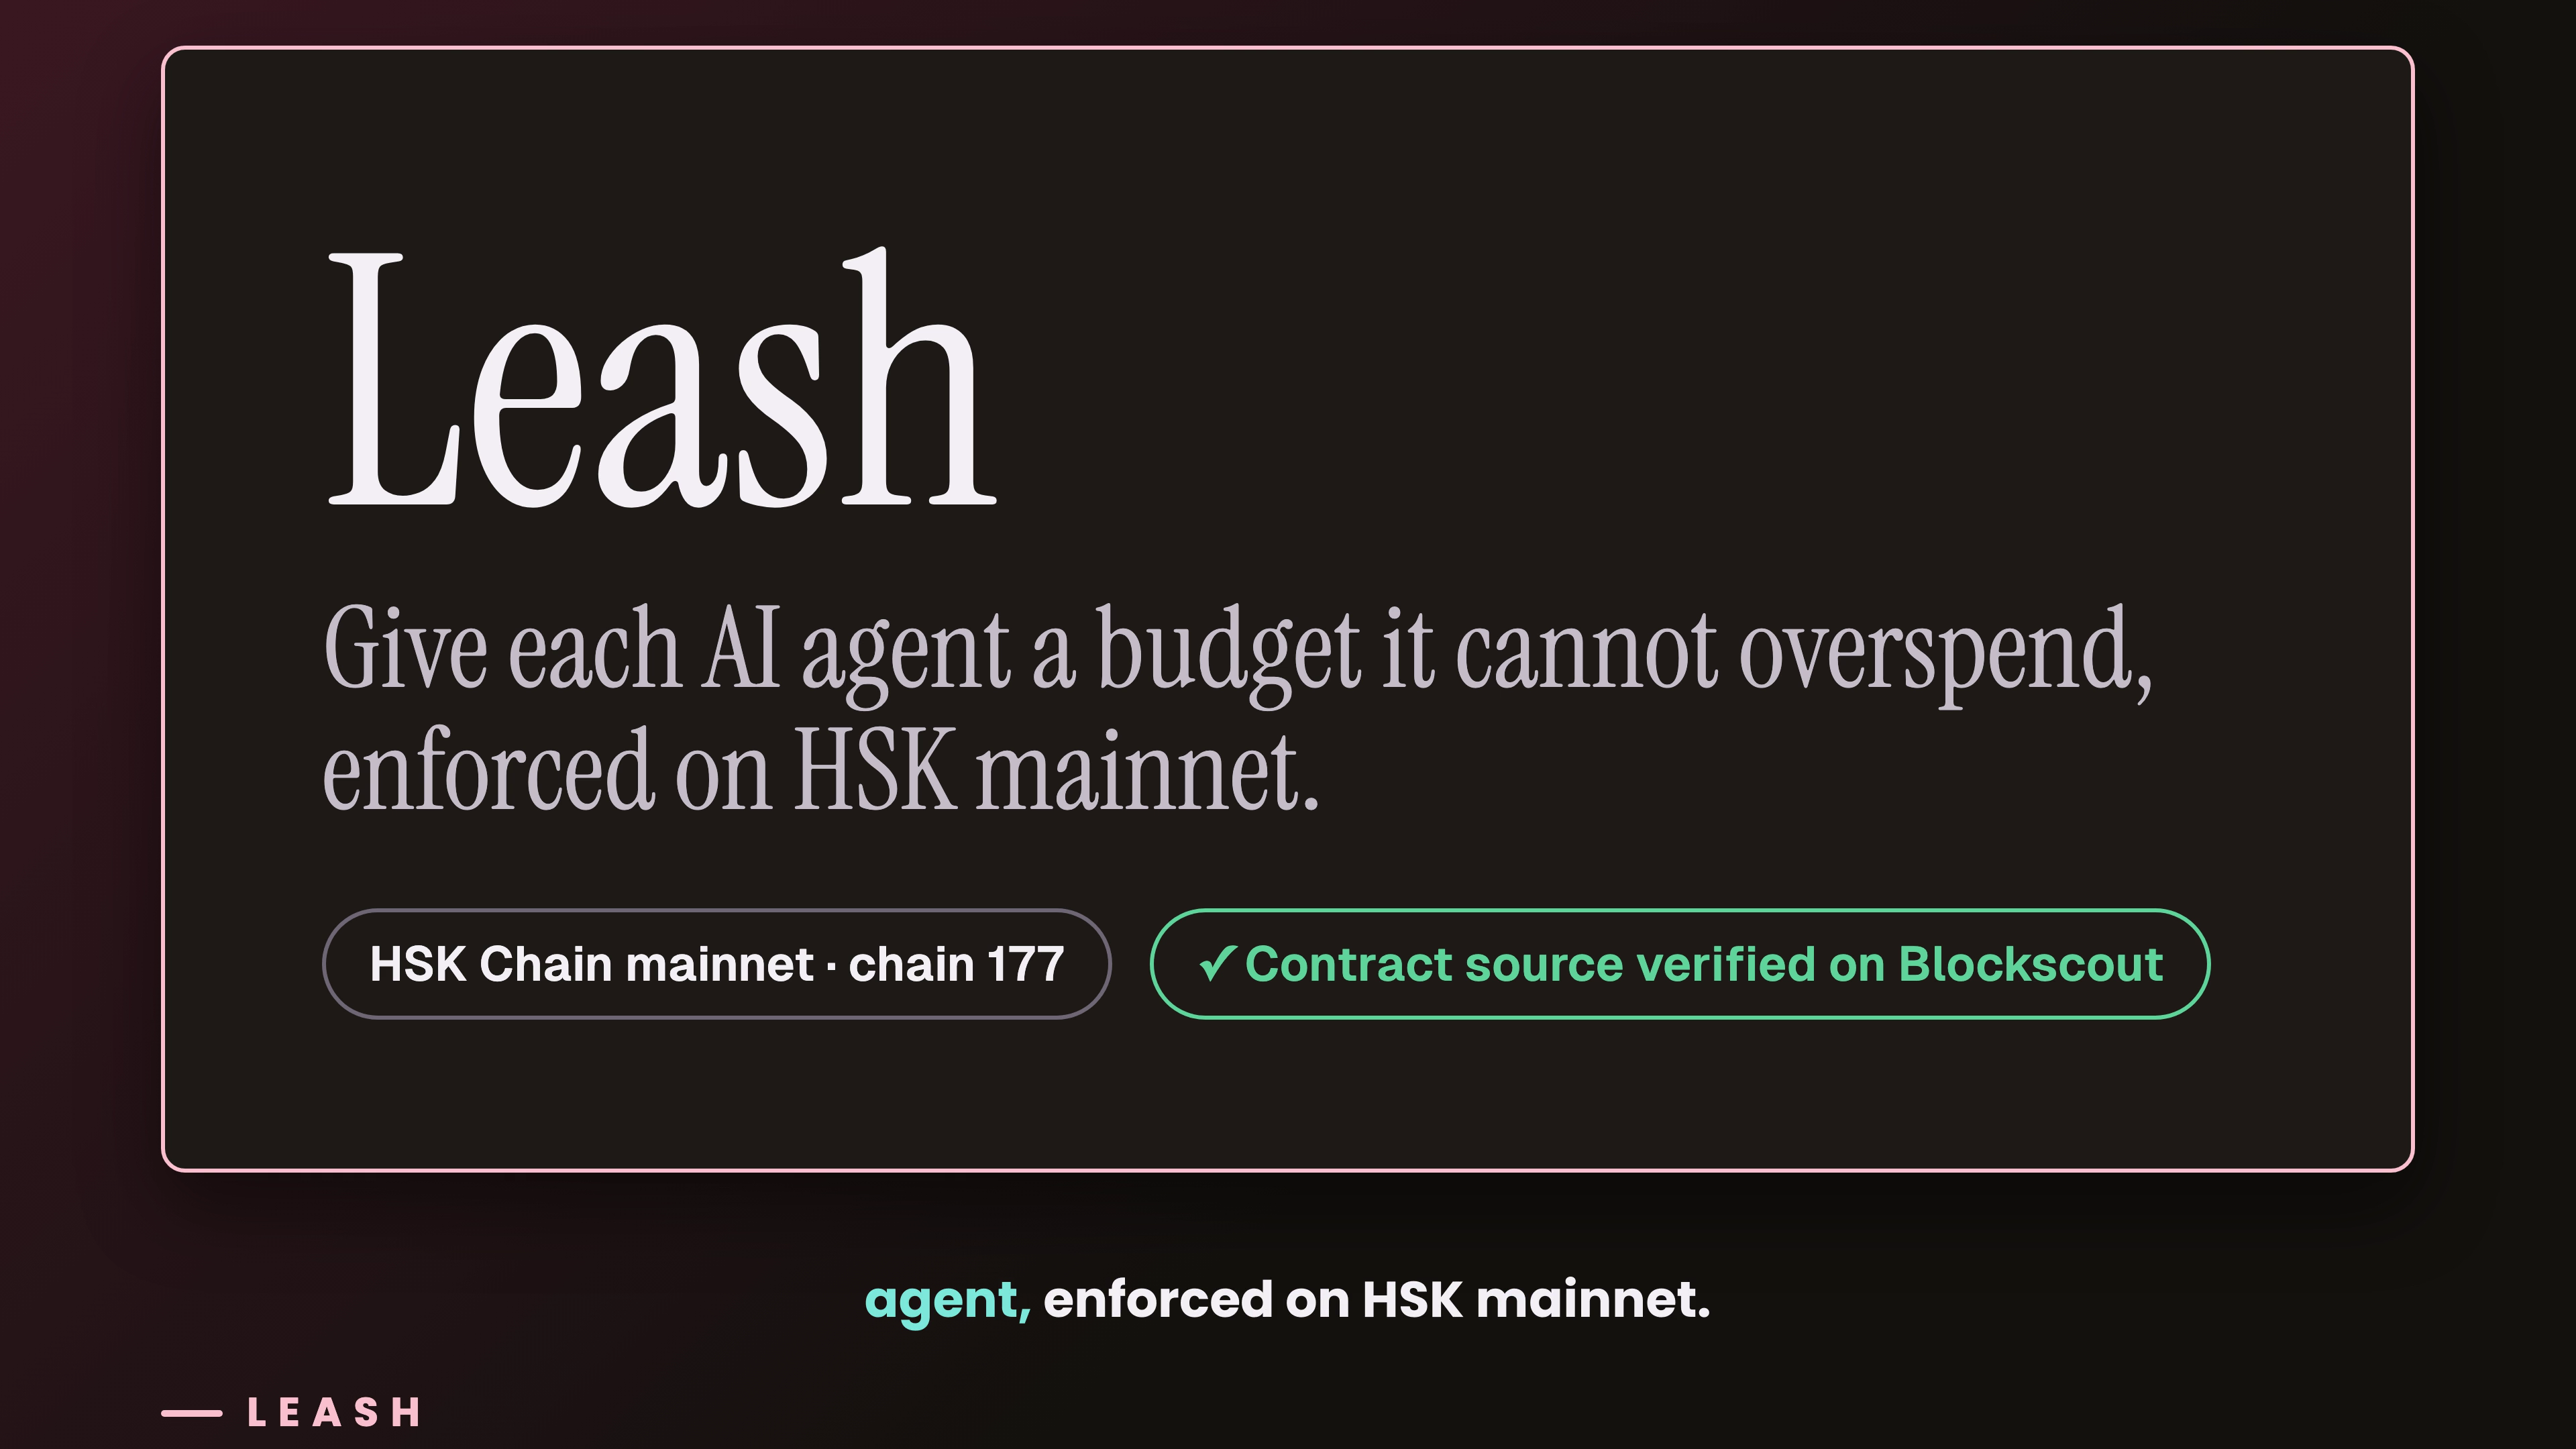 Leash
Give each AI agent a budget it cannot overspend,
enforced on HSK mainnet.
HSK Chain mainnet · chain 177
✓ Contract source verified on Blockscout
agent, enforced on HSK mainnet.
LEASH